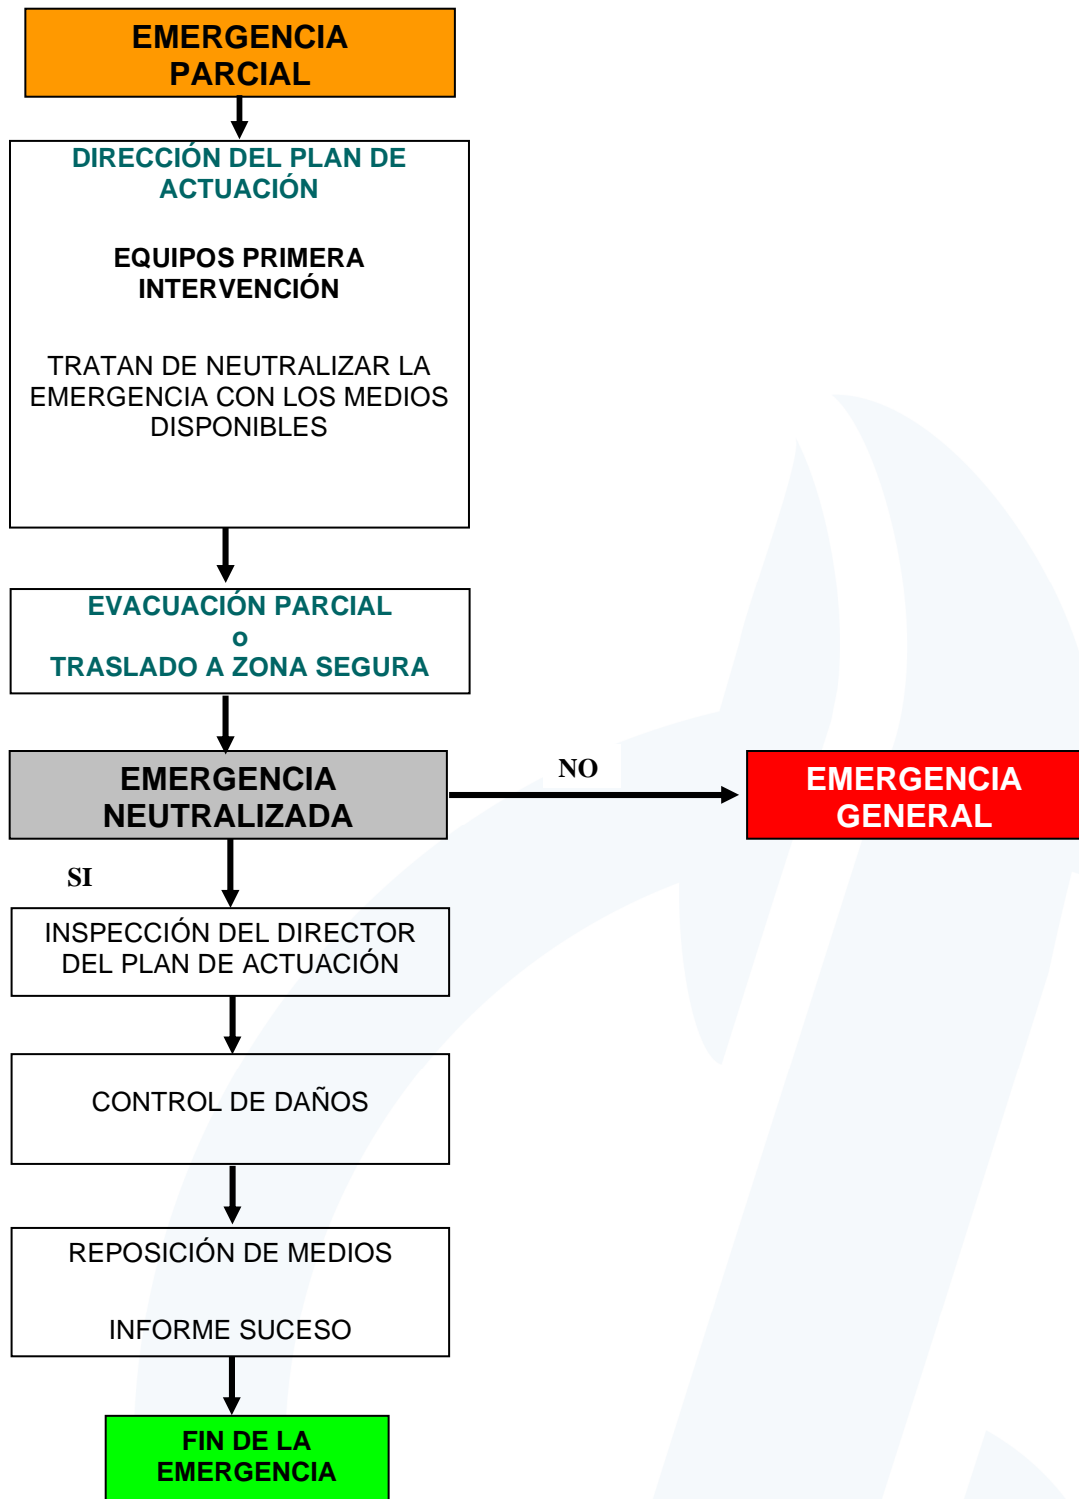 EMERGENCIA
PARCIAL
DIRECCIÓN DEL PLAN DE
ACTUACIÓN
EQUIPOS PRIMERA
INTERVENCIÓN
TRATAN DE NEUTRALIZAR LA
EMERGENCIA CON LOS MEDIOS
DISPONIBLES
EVACUACIÓN PARCIAL
o
TRASLADO A ZONA SEGURA
EMERGENCIA
NEUTRALIZADA
NO
EMERGENCIA
GENERAL
SI
INSPECCIÓN DEL DIRECTOR
DEL PLAN DE ACTUACIÓN
CONTROL DE DAÑOS
REPOSICIÓN DE MEDIOS
INFORME SUCESO
FIN DE LA
EMERGENCIA